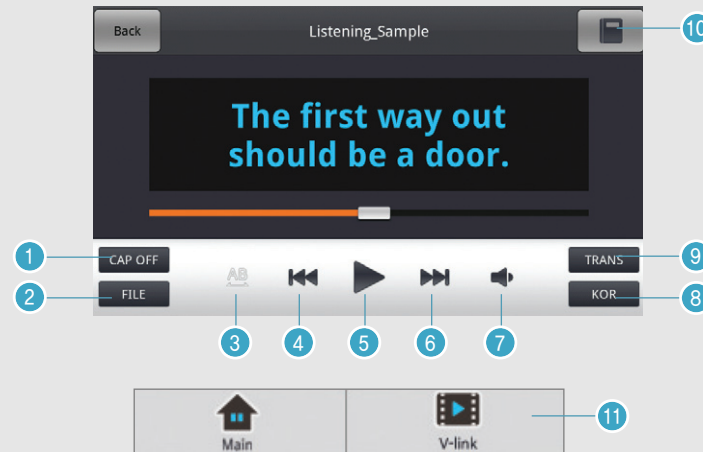 Back
Listening_Sample
10
The first way out
should be a door.
1
CAP OFF
AB
TRANS
9
2
FILE
KOR
8
3
4
5
6
7
Main
V-link
11